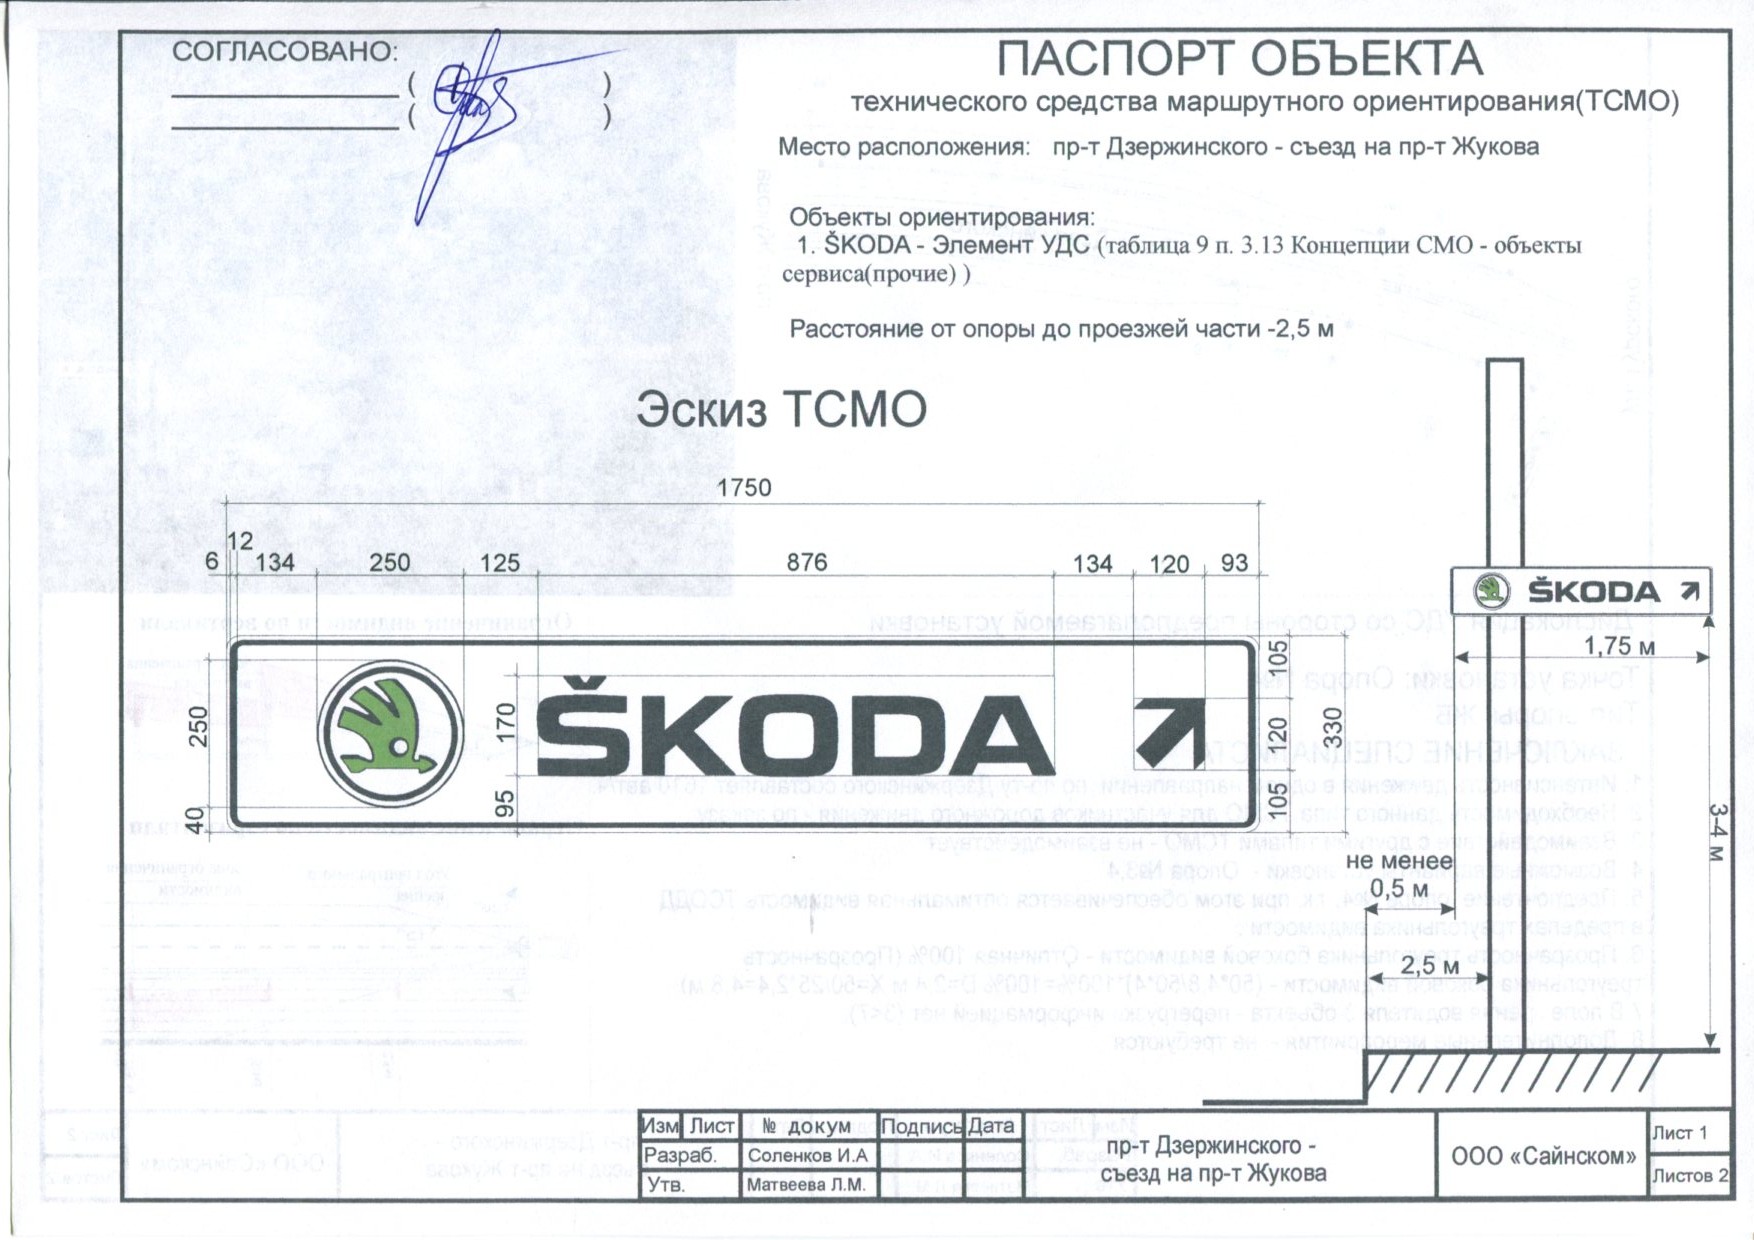 СОГЛАСОВАНО:
ПАСПОРТ ОБЪЕКТА
технического средства маршрутного ориентирования(ТСМО)
Место расположения: пр-т Дзержинского - съезд на пр-т Жукова
Объекты ориентирования:
1. ŠKODA - Элемент УДС (таблица 9 п. 3.13 Концепции СМО - объекты
сервиса(прочие) )
Расстояние от опоры до проезжей части -2,5 м
Эскиз ТСМО
1750
12
6 134 250 125 876 134 120 93
ŠKODA
250
40
170
95
105
120
105
330
ŠKODA
1,75 м
3-4 м
не менее
0,5 м
2,5 м
Изм Лист № докум Подпись Дата
Разраб. Соленков И.А
Утв. Матвеева Л.М.
пр-т Дзержинского -
съезд на пр-т Жукова
ООО «Сайнском»
Лист 1
Листов 2